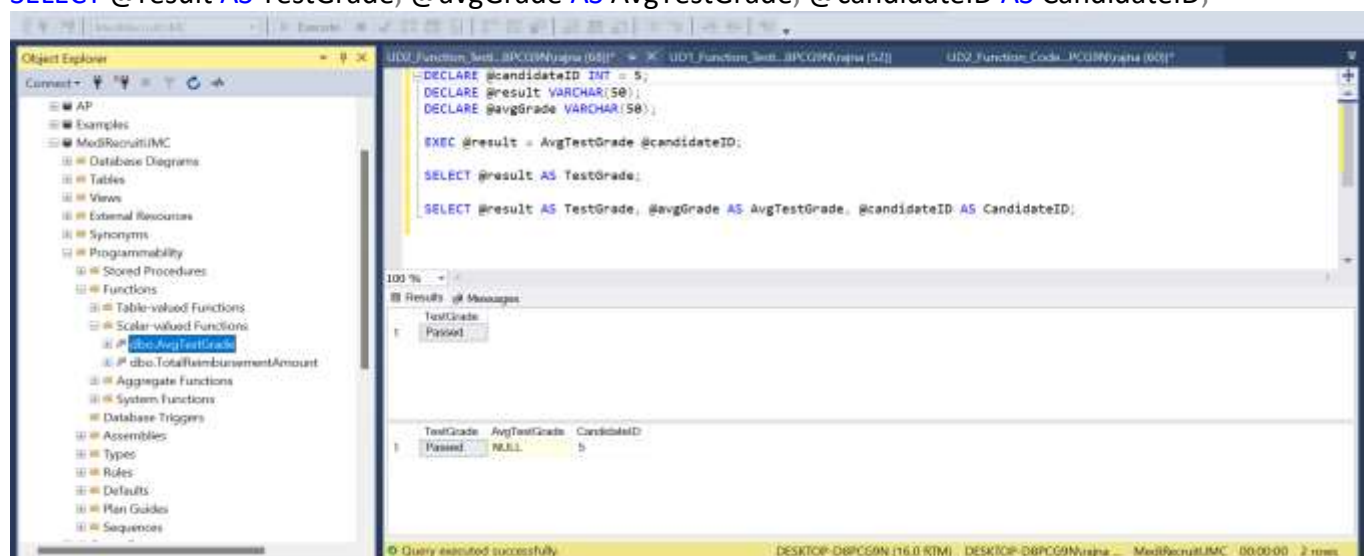 SELECT @result AS TestGrade, @avgGrade AS AvgTestGrade, @candidateID AS CandidateID;
Execute
Object Explorer
Connect
AP
Examples
MediRecruitUMC
Database Diagrams
Tables
Views
External Resources
Synonyms
Programmability
Stored Procedures
Functions
Table-valued Functions
Scalar-valued Functions
dbo.AvgTestGrade
dbo.TotalReimbursementAmount
Aggregate Functions
System Functions
Database Triggers
Assemblies
Types
Rules
Defaults
Plan Guides
Sequences
DECLARE @candidateID INT = 5;
DECLARE @result VARCHAR(50);
DECLARE @avgGrade VARCHAR(50);
EXEC @result = AvgTestGrade @candidateID;
SELECT @result AS TestGrade;
SELECT @result AS TestGrade, @avgGrade AS AvgTestGrade, @candidateID AS CandidateID;
100 %
Results Messages
TestGrade
1 Passed
TestGrade AvgTestGrade CandidateID
1 Passed NULL 5
Query executed successfully. (16.0 RTM) MediRecruitUMC 00:00:00 2 rows